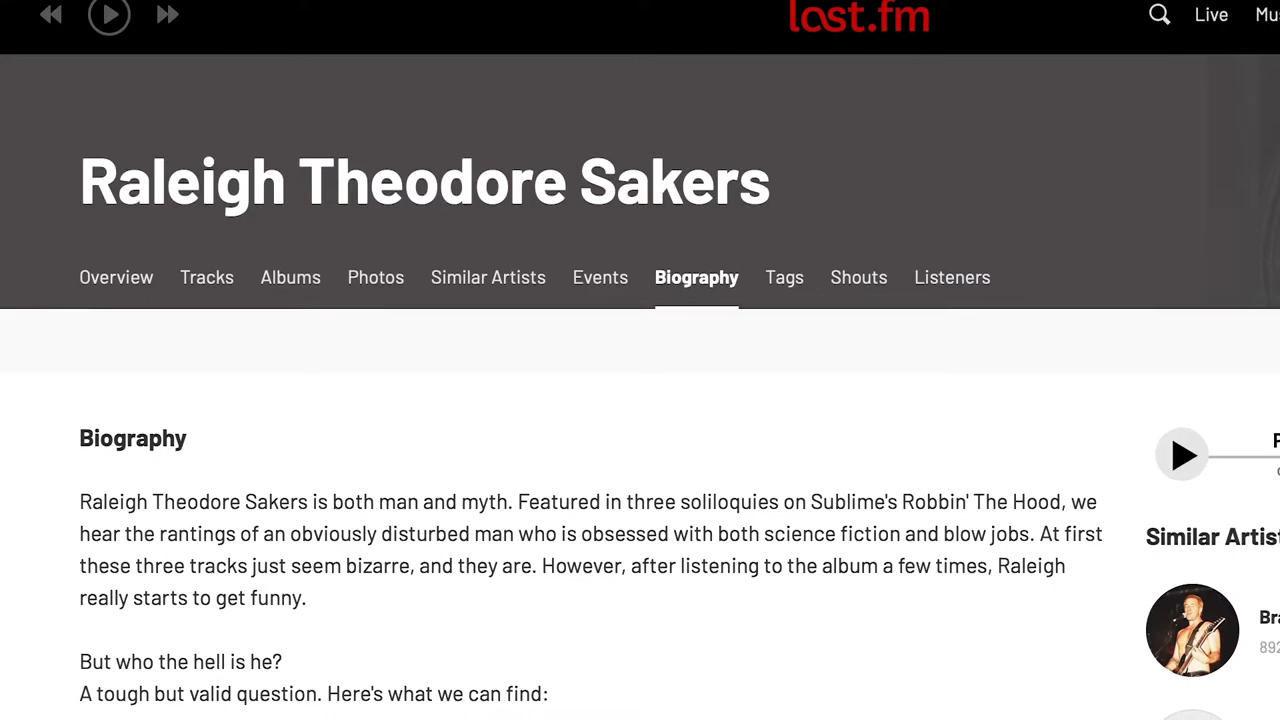 last.fm
Live
Raleigh Theodore Sakers
Overview Tracks Albums Photos Similar Artists Events Biography Tags Shouts Listeners
Biography
Raleigh Theodore Sakers is both man and myth. Featured in three soliloquies on Sublime's Robbin' The Hood, we
hear the rantings of an obviously disturbed man who is obsessed with both science fiction and blow jobs. At first
these three tracks just seem bizarre, and they are. However, after listening to the album a few times, Raleigh
really starts to get funny.
But who the hell is he?
A tough but valid question. Here's what we can find:
Similar
892